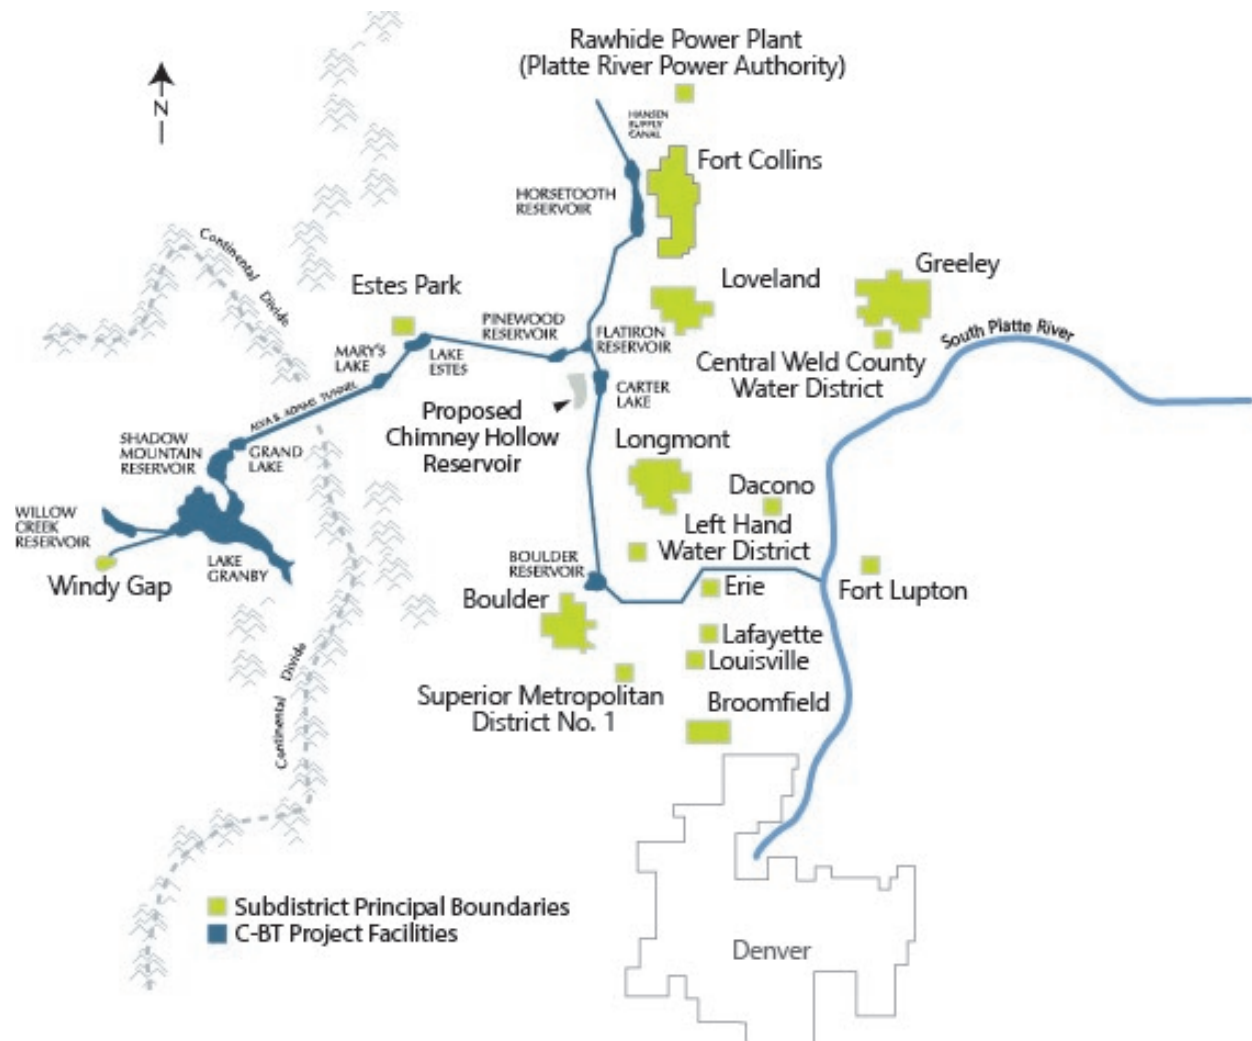 Rawhide Power Plant
(Platte River Power Authority)
N
HANSEN
SUPPLY
CANAL
Fort Collins
HORSETOOTH
RESERVOIR
Continental Divide
Estes Park
Loveland
Greeley
PINEWOOD
RESERVOIR
FLATIRON
RESERVOIR
South Platte River
MARY'S
LAKE
LAKE
ESTES
Central Weld County
Water District
ALVA B. ADAMS TUNNEL
CARTER
LAKE
Proposed
Chimney Hollow
Reservoir
SHADOW
MOUNTAIN
RESERVOIR
GRAND
LAKE
Longmont
Dacono
WILLOW
CREEK
RESERVOIR
Left Hand
Water District
LAKE
GRANBY
BOULDER
RESERVOIR
Windy Gap
Boulder
Erie
Fort Lupton
Lafayette
Louisville
Continental Divide
Superior Metropolitan
District No. 1
Broomfield
Subdistrict Principal Boundaries
C-BT Project Facilities
Denver